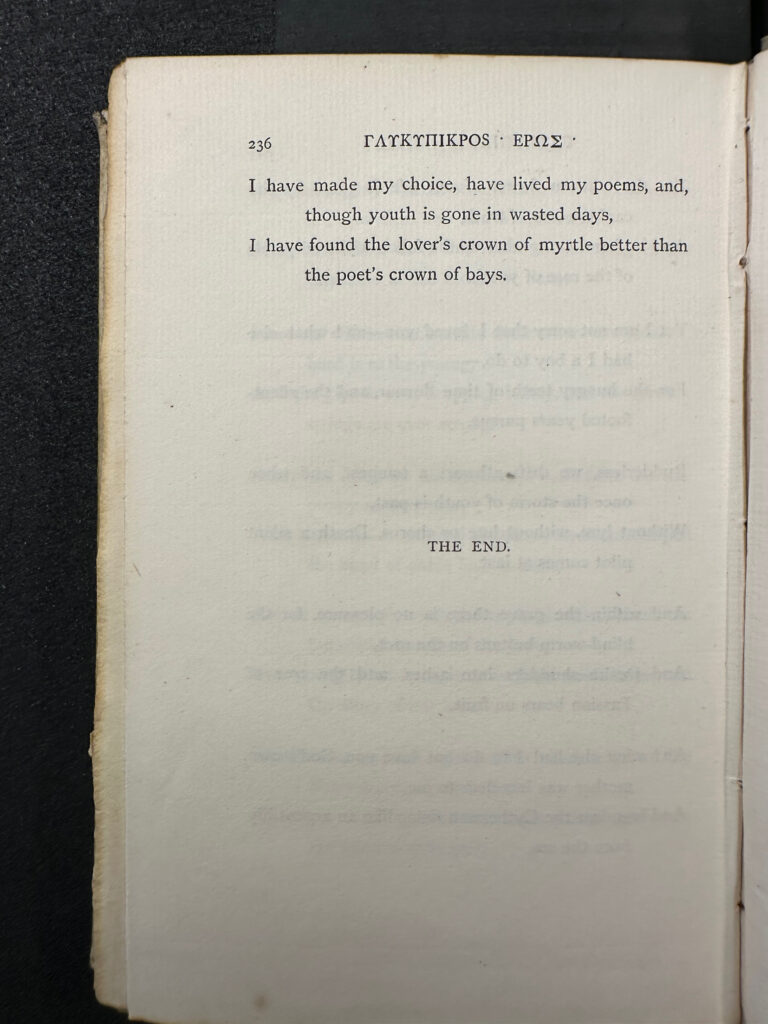 236 ΓΛΥΚΥΠΙΚΡΟS · ΕΡΩΣ ·
I have made my choice, have lived my poems, and,
though youth is gone in wasted days,
I have found the lover's crown of myrtle better than
the poet's crown of bays.
THE END.